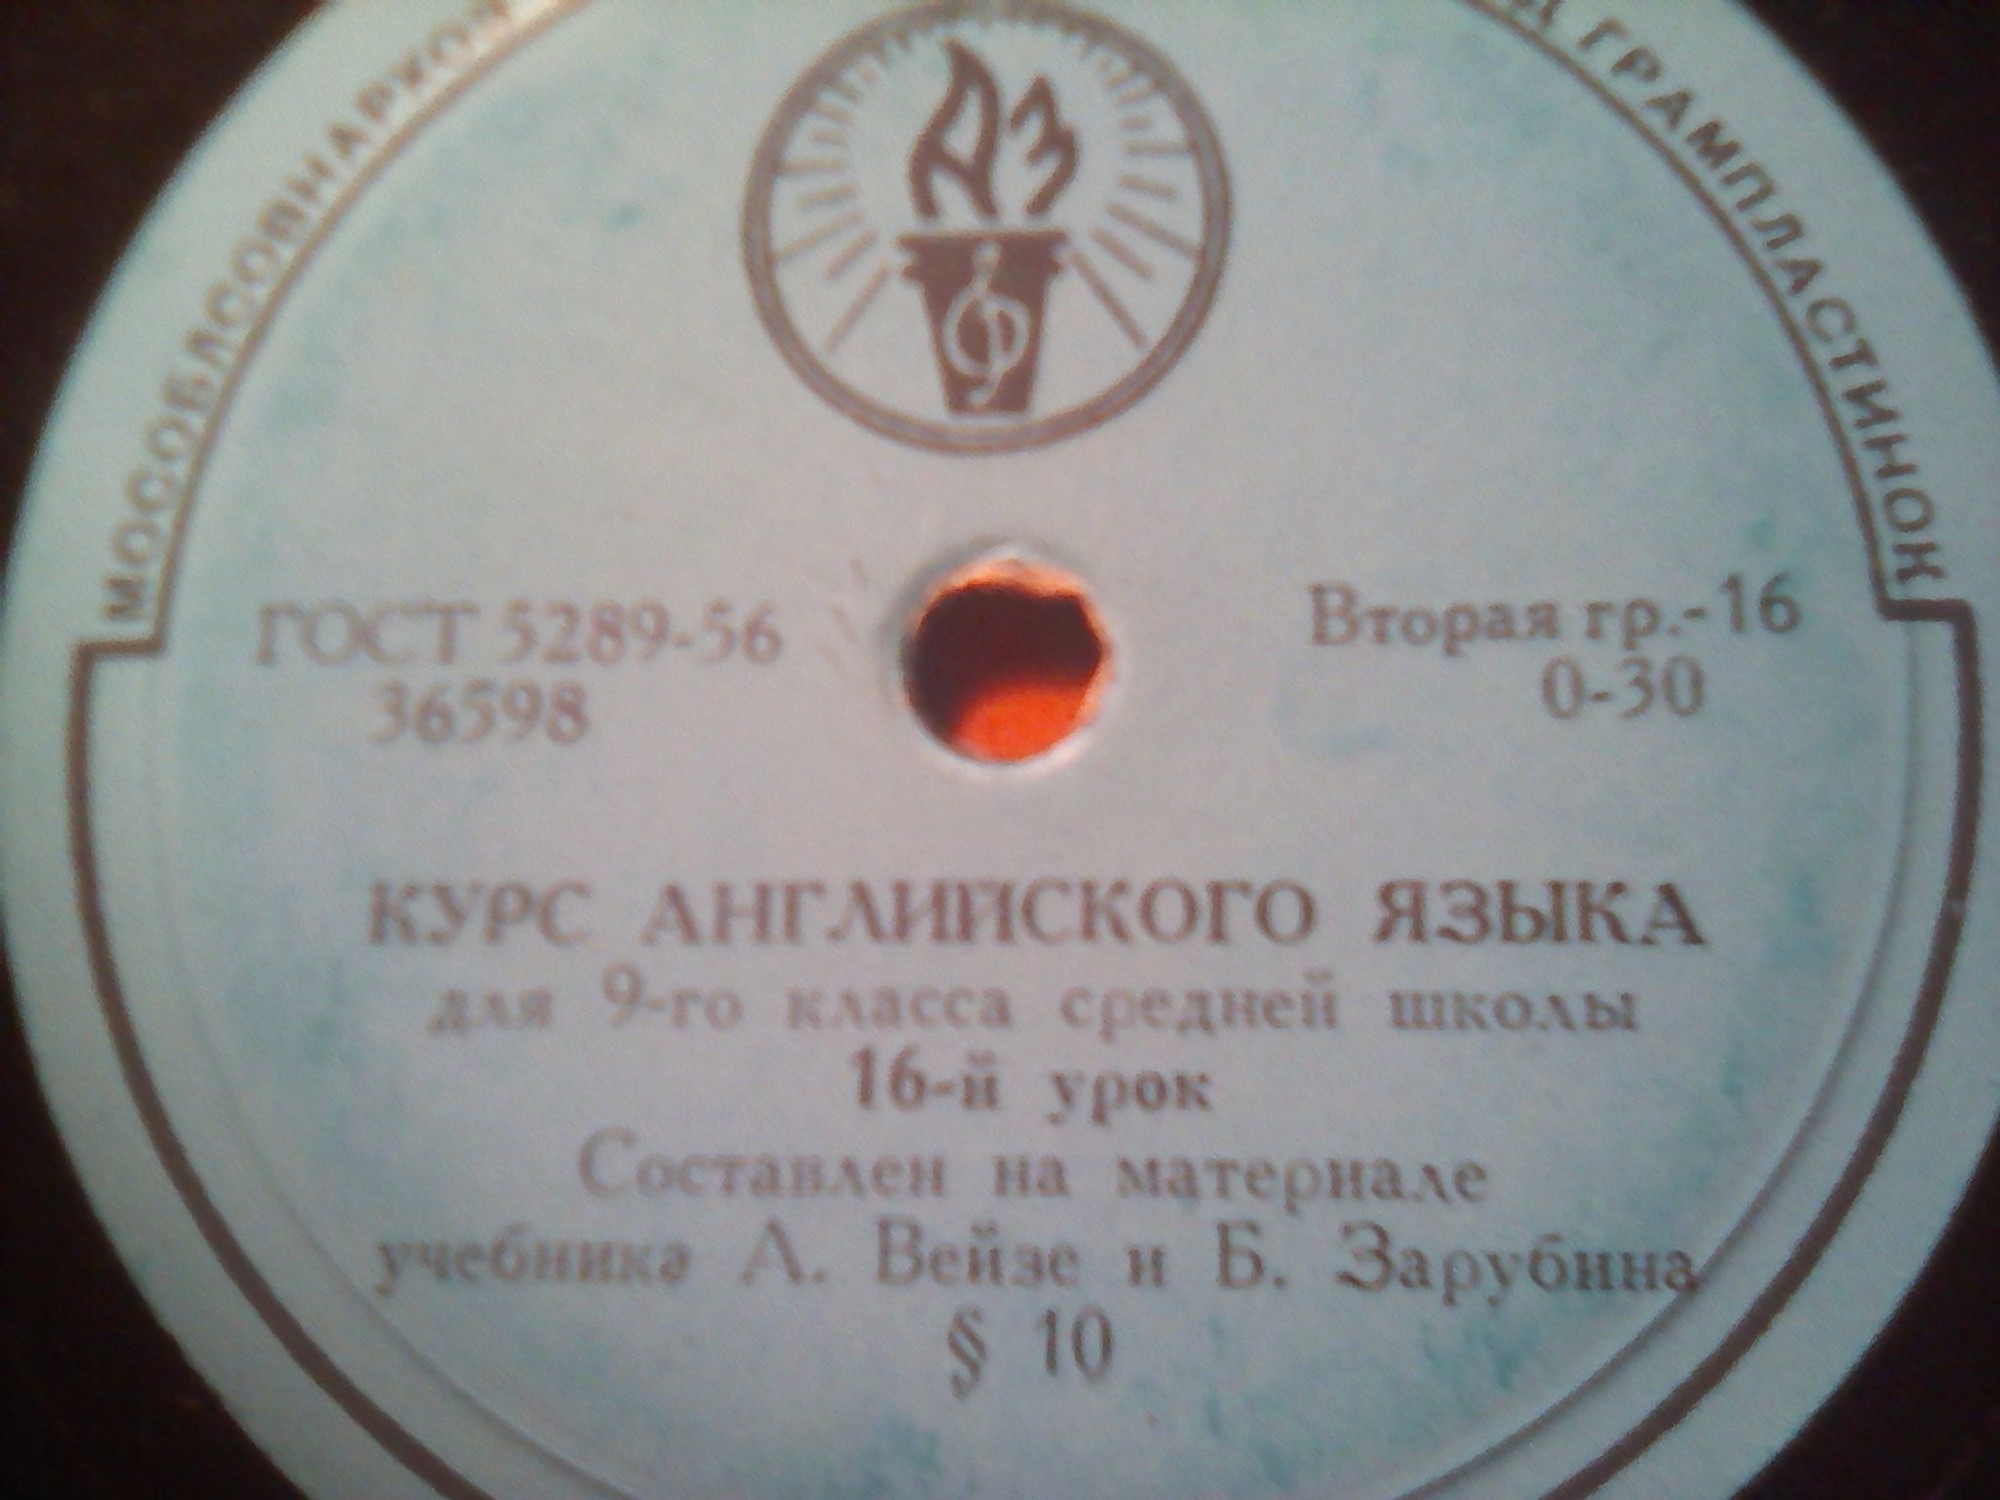 МОСОБЛСОВНАРХОЗ
ГРАМПЛАСТИНОК
АЗ
ГОСТ 5289-56
36598
Вторая гр.-16
0-30
КУРС АНГЛИЙСКОГО ЯЗЫКА
для 9-го класса средней школы
16-й урок
Составлен на материале
учебника А. Вейзе и Б. Зарубина
§ 10